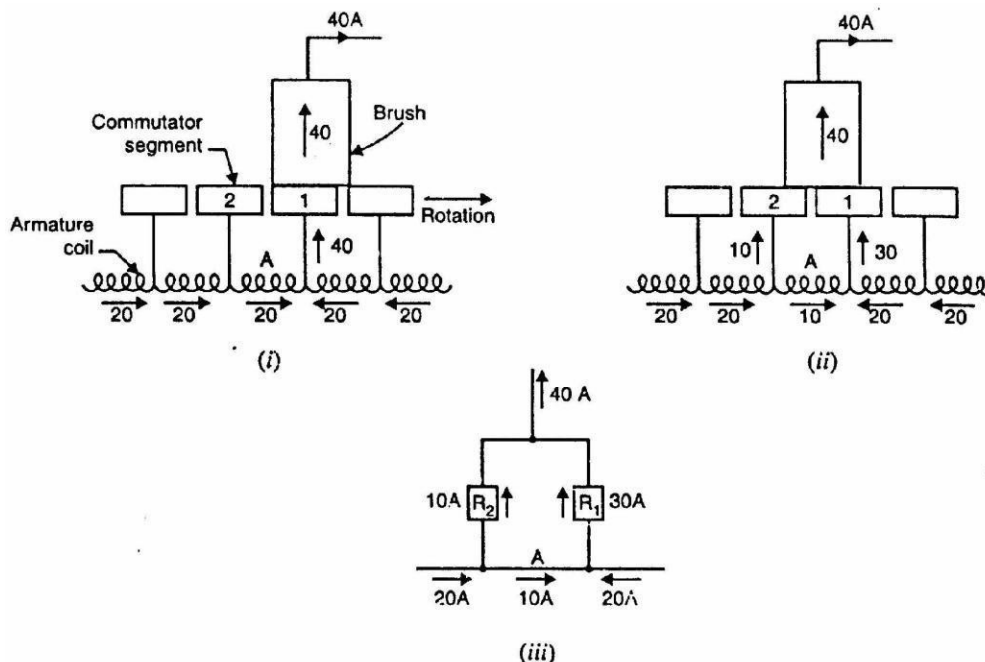 40A
40
Brush
Commutator
segment
2
1
Rotation
Armature
coil
A
40
20
20
20
20
20
(i)
40A
40
2
1
10
A
30
20
20
10
20
20
(ii)
40 A
10A
R2
R1
30A
A
20A
10A
20A
(iii)